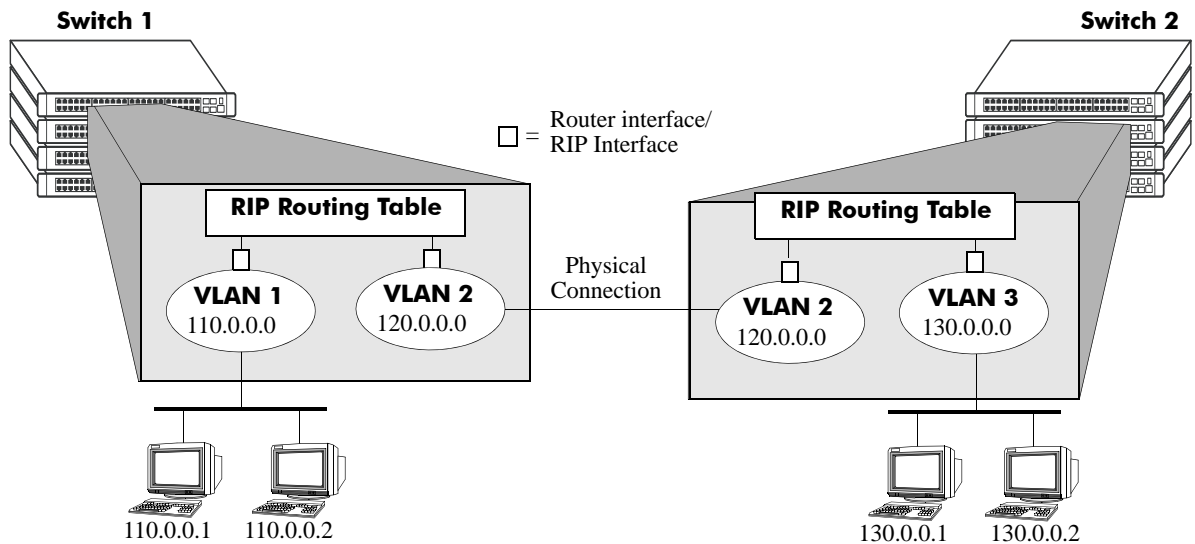 Switch 1
Switch 2
= Router interface/
RIP Interface
RIP Routing Table
RIP Routing Table
VLAN 1
110.0.0.0
VLAN 2
120.0.0.0
Physical
Connection
VLAN 2
120.0.0.0
VLAN 3
130.0.0.0
110.0.0.1
110.0.0.2
130.0.0.1
130.0.0.2